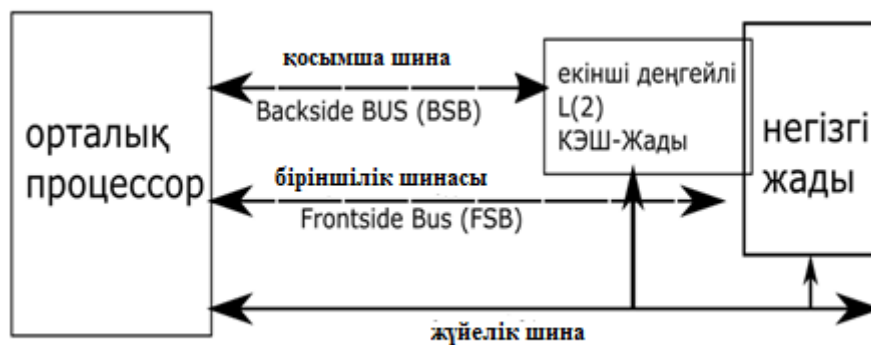 орталық
процессор
қосымша шина
Backside BUS (BSB)
біріншілік шинасы
Frontside Bus (FSB)
жүйелік шина
екінші деңгейлі
L(2)
КЭШ-Жады
негізгі
жады